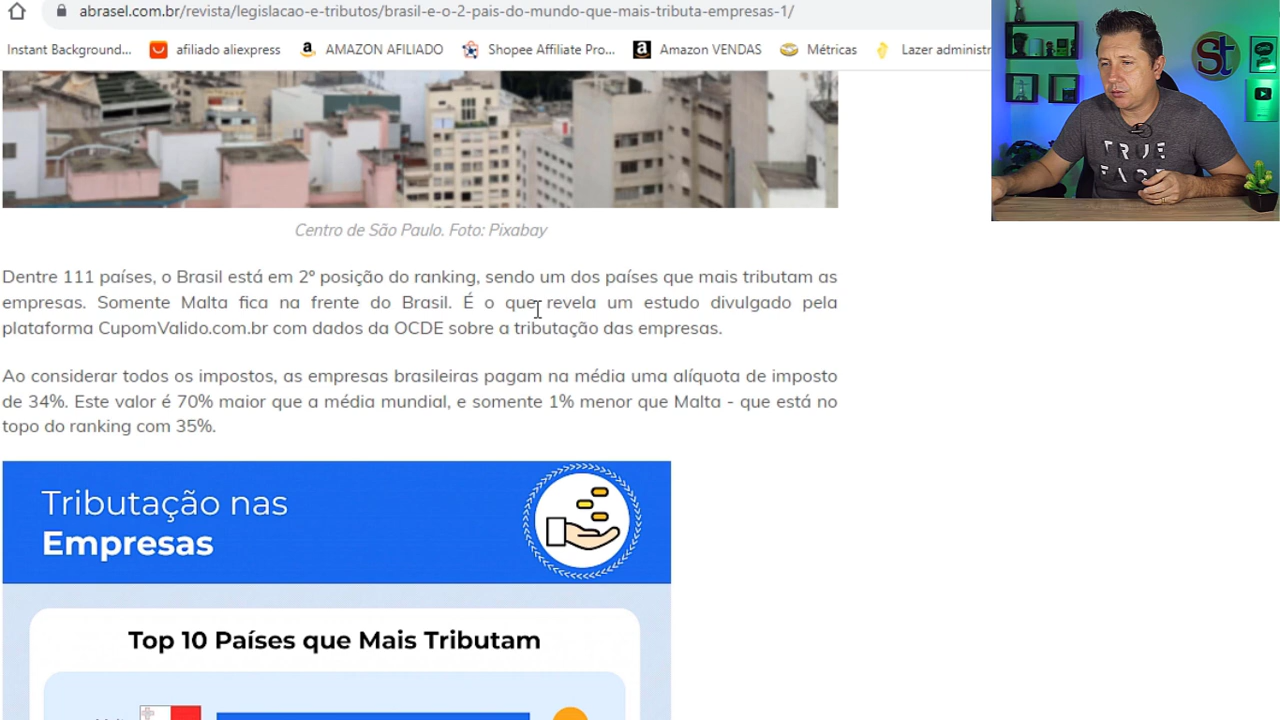 abrasel.com.br/revista/legislacao-e-tributos/brasil-e-o-2-pais-do-mundo-que-mais-tributa-empresas-1/
Instant Background... afiliado aliexpress AMAZON AFILIADO Shopee Affiliate Pro... Amazon VENDAS Métricas Lazer administr
St
TRUE
Centro de São Paulo. Foto: Pixabay
Dentre 111 países, o Brasil está em 2º posição do ranking, sendo um dos países que mais tributam as
empresas. Somente Malta fica na frente do Brasil. É o que revela um estudo divulgado pela
plataforma CupomValido.com.br com dados da OCDE sobre a tributação das empresas.
Ao considerar todos os impostos, as empresas brasileiras pagam na média uma alíquota de imposto
de 34%. Este valor é 70% maior que a média mundial, e somente 1% menor que Malta - que está no
topo do ranking com 35%.
Tributação nas
Empresas
Top 10 Países que Mais Tributam